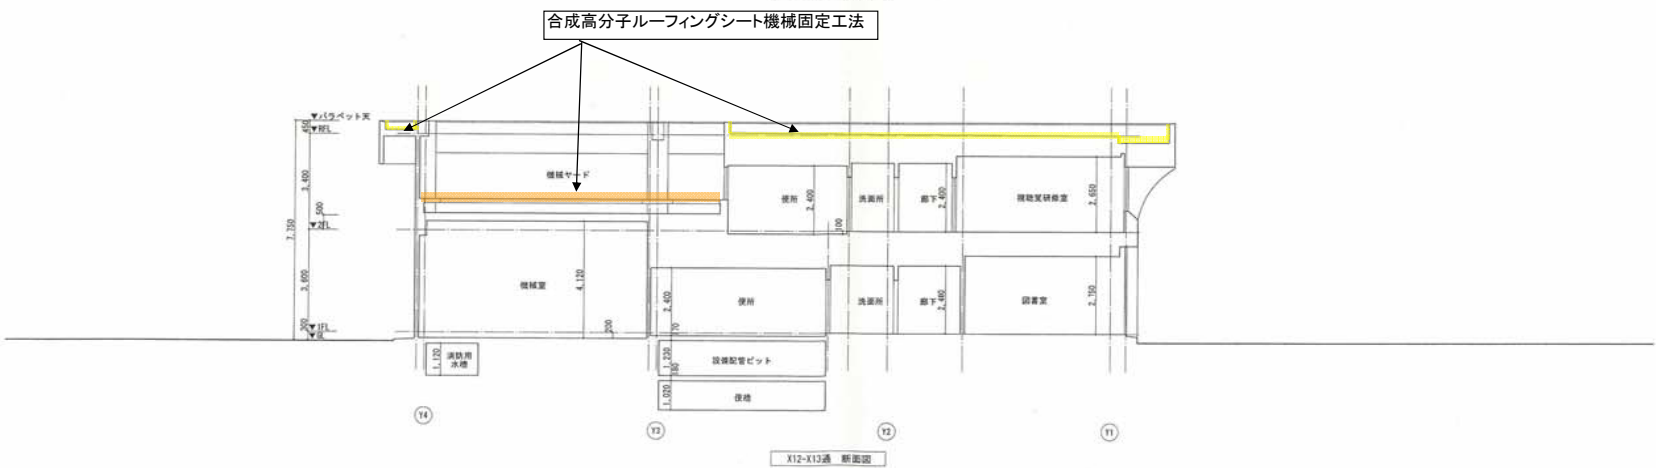 合成高分子ルーフィングシート機械固定工法
▼パラペット天
▼RFL
450
3,400
500
7,750
▼2FL
3,600
300
▼1FL
▼GL
機械ヤード
便所
2,400
100
洗面所
廊下
2,400
視聴覚研修室
2,650
機械室
4,120
200
便所
2,400
170
洗面所
廊下
2,400
図書室
2,750
1,120
消防用
水槽
1,230
180
設備配管ピット
1,020
便槽
Y4
Y3
Y2
Y1
X12-X13通 断面図